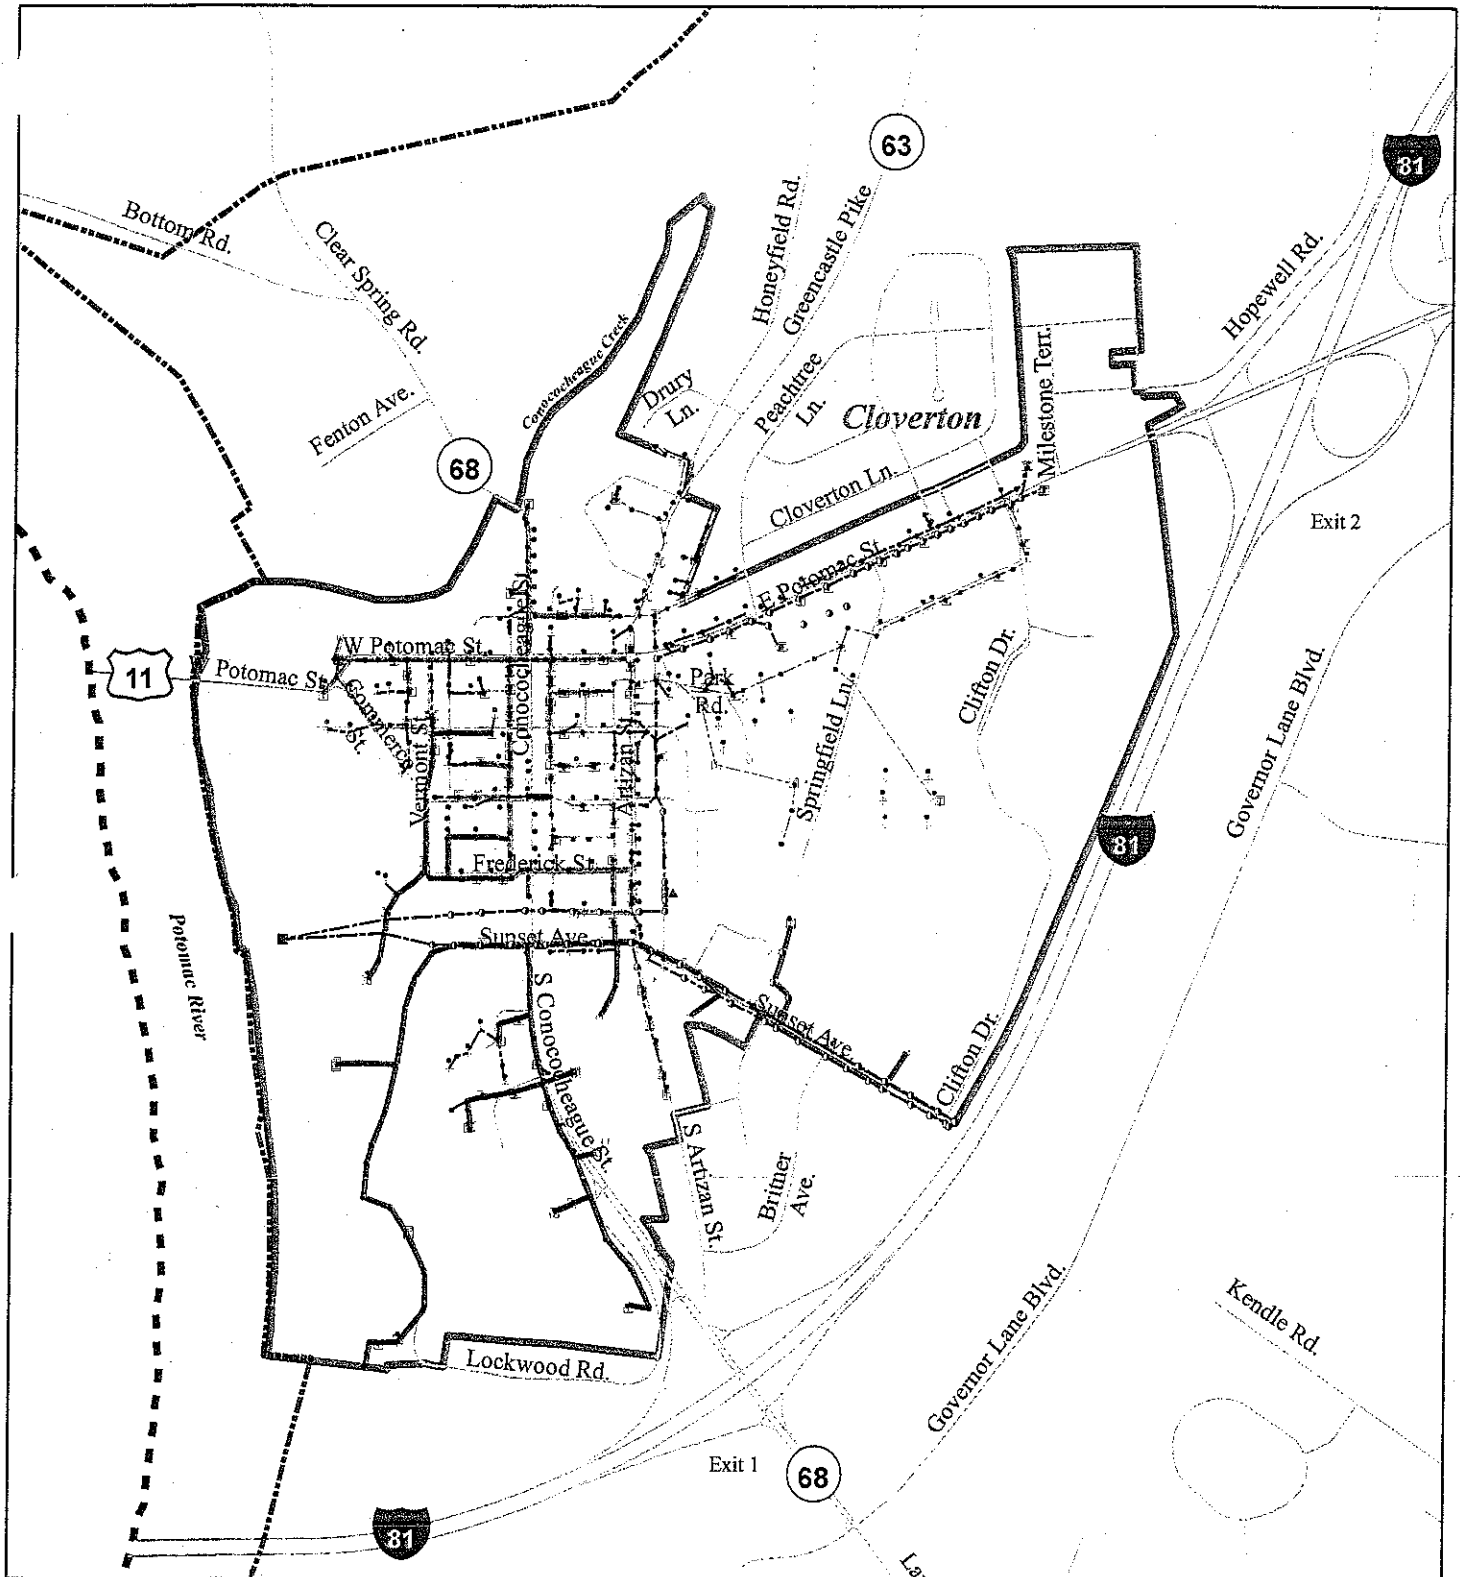 63
81
Bottom Rd.
Clear Spring Rd.
Honeyfield Rd.
Greencastle Pike
Hopewell Rd.
Conococheague Creek
Fenton Ave.
Drury
Ln.
Peachtree
Ln.
Cloverton
Milestone Terr.
68
Cloverton Ln.
Exit 2
E Potomac St.
Conococheague St.
W Potomac St.
11
Potomac St.
Park
Rd.
Commerce
St.
Vermont St.
Artizan St.
Springfield Ln.
Clifton Dr.
Governor Lane Blvd.
81
Frederick St.
Potomac River
Sunset Ave.
S Conococheague St.
Sunset Ave.
Clifton Dr.
S Artizan St.
Britner
Ave.
Governor Lane Blvd.
Kendle Rd.
Lockwood Rd.
Exit 1
68
81